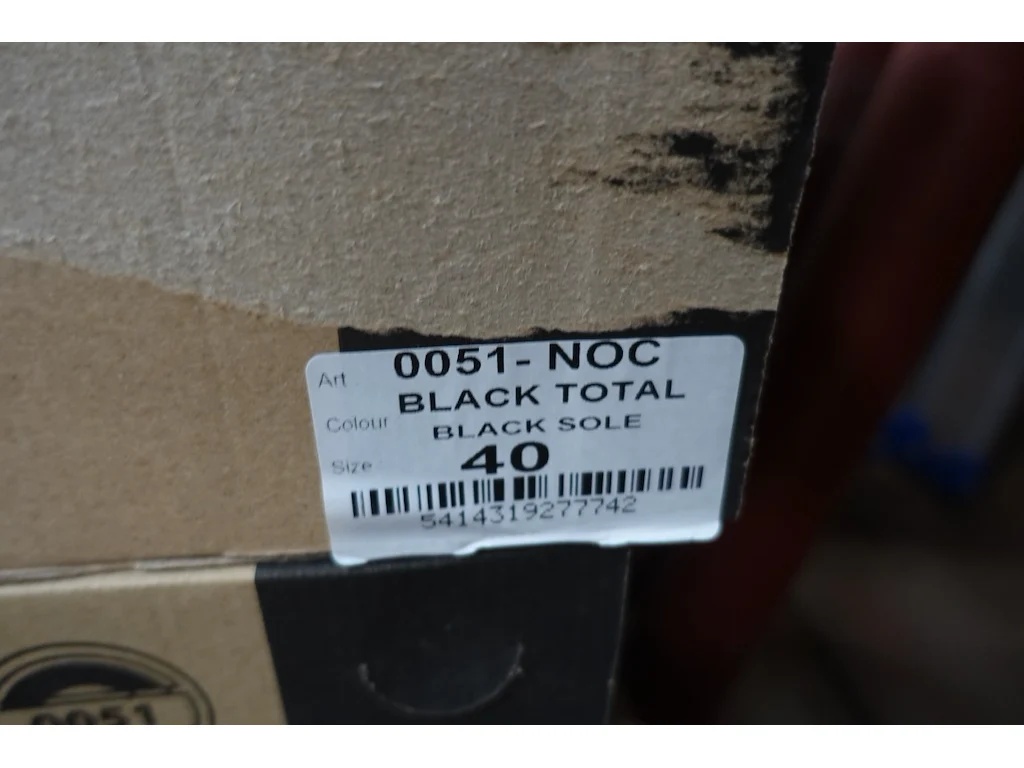 Art 0051- NOC
BLACK TOTAL
Colour BLACK SOLE
Size 40
5414319277742
0051